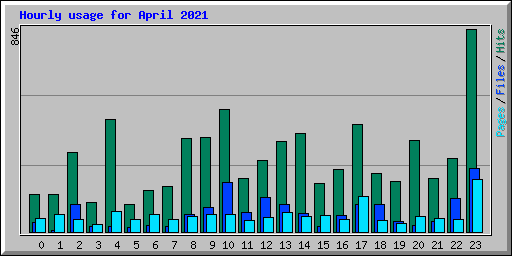 Hourly usage for April 2021
846
Pages / Files / Hits
0 1 2 3 4 5 6 7 8 9 10 11 12 13 14 15 16 17 18 19 20 21 22 23